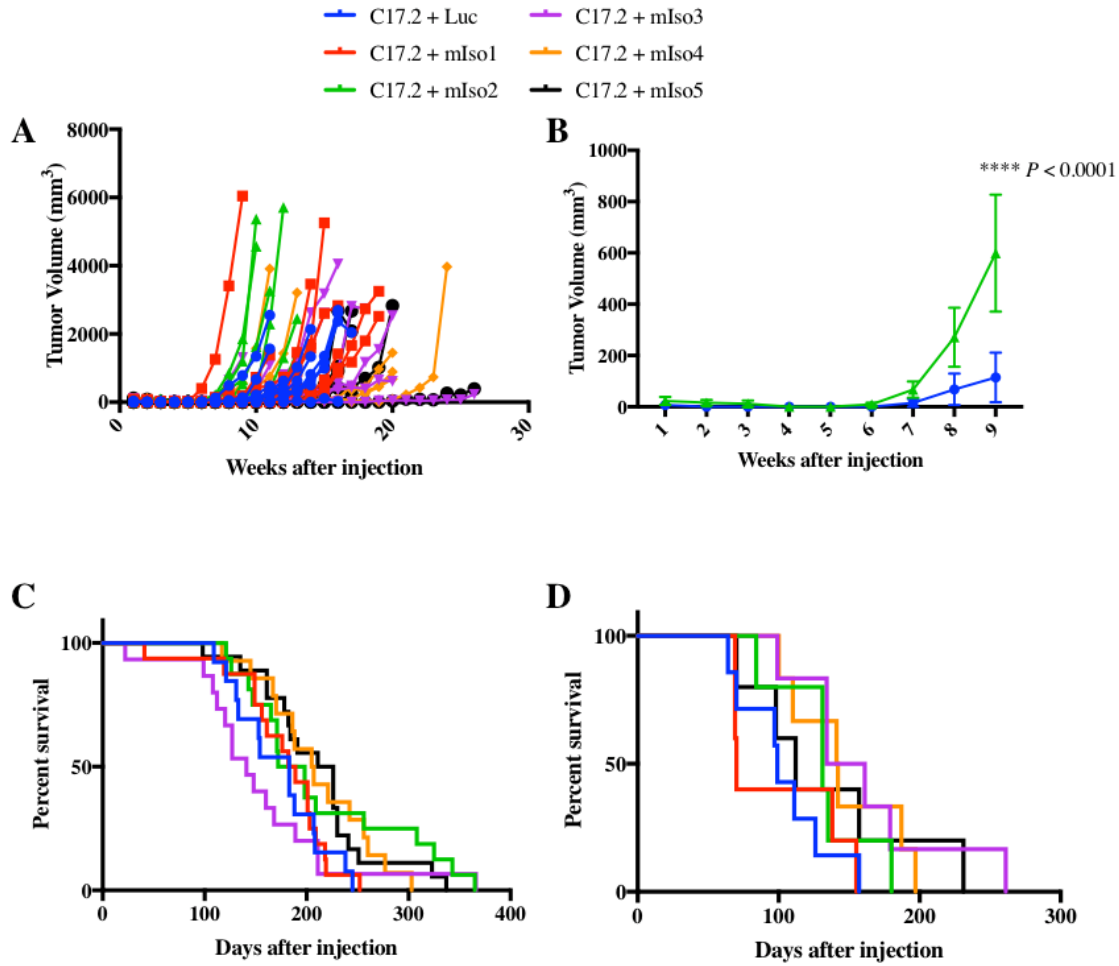 C17.2 + Luc
C17.2 + mIso3
C17.2 + mIso1
C17.2 + mIso4
C17.2 + mIso2
C17.2 + mIso5
A
8000
6000
4000
2000
0
Tumor Volume (mm³)
0
10
20
30
Weeks after injection
B
1000
800
600
400
200
0
Tumor Volume (mm³)
**** P < 0.0001
1
2
3
4
5
6
7
8
9
Weeks after injection
C
100
50
0
Percent survival
0
100
200
300
400
Days after injection
D
100
50
0
Percent survival
0
100
200
300
Days after injection